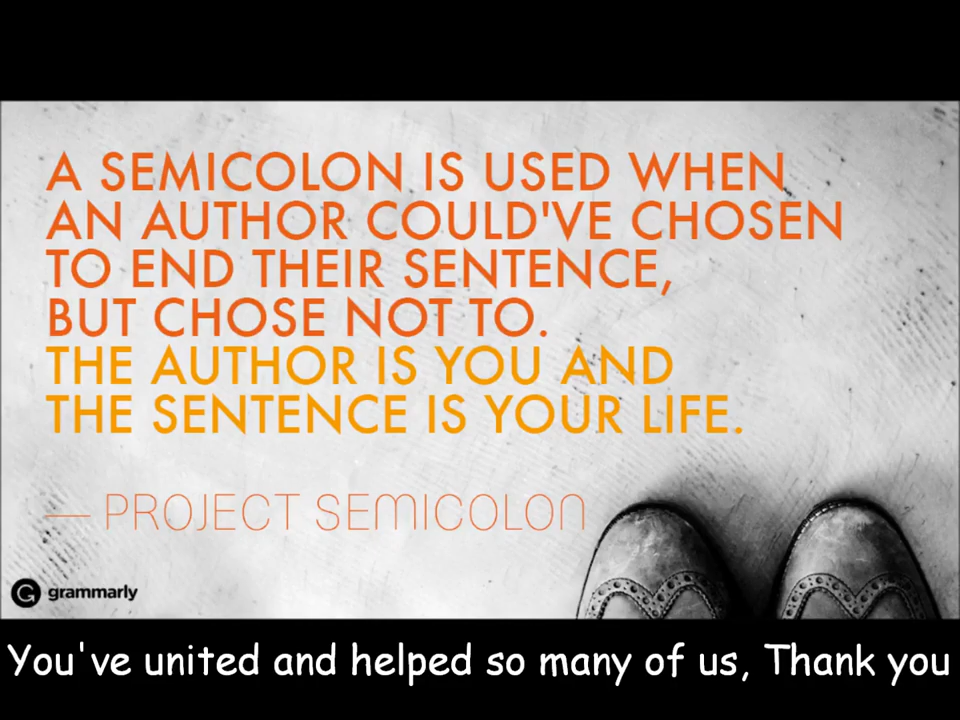 A SEMICOLON IS USED WHEN
AN AUTHOR COULD'VE CHOSEN
TO END THEIR SENTENCE,
BUT CHOSE NOT TO.
THE AUTHOR IS YOU AND
THE SENTENCE IS YOUR LIFE.
— PROJECT SEMICOLON
grammarly
You've united and helped so many of us, Thank you